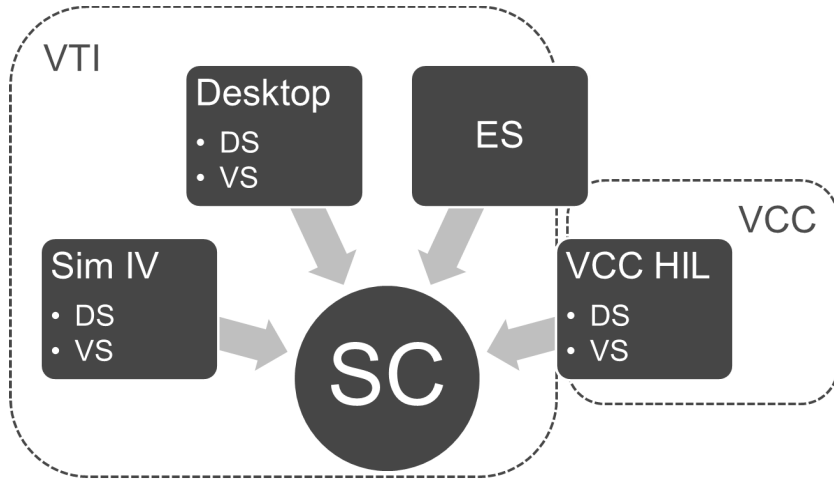 VTI
Desktop
• DS
• VS
ES
VCC
Sim IV
• DS
• VS
VCC HIL
• DS
• VS
SC